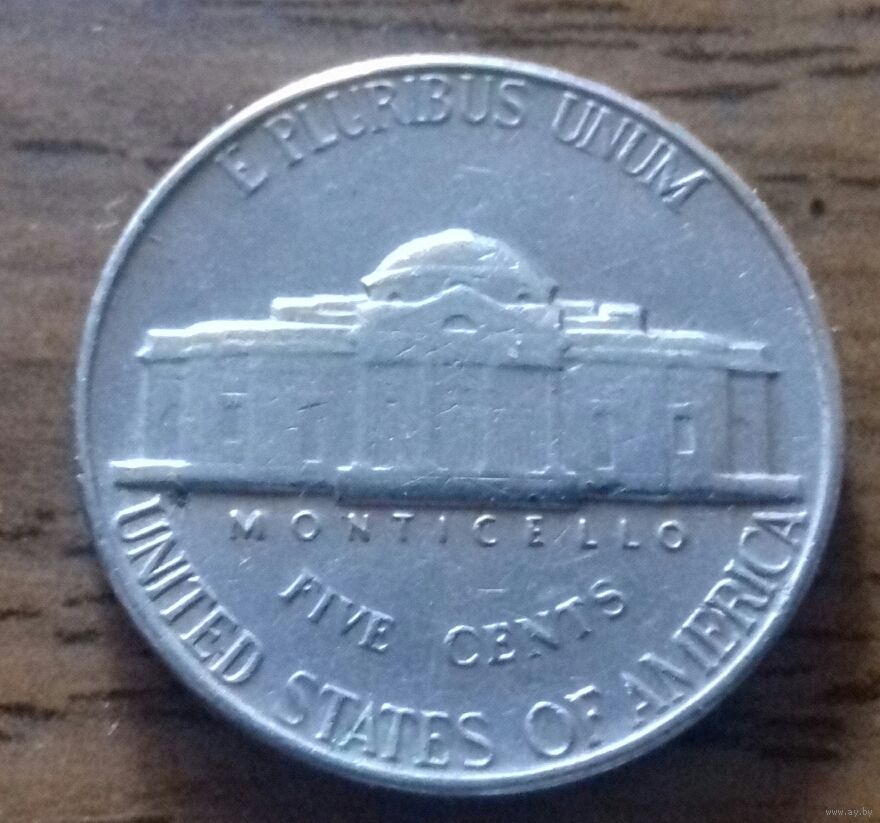 E PLURIBUS UNUM
MONTICELLO
FIVE CENTS
UNITED STATES OF AMERICA
www.ay.by